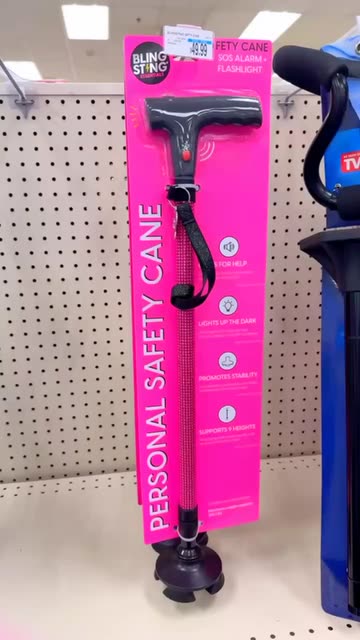 49.99
BLING
STING
ESSENTIALS
FETY CANE
SOS ALARM +
FLASHLIGHT
PERSONAL SAFETY CANE
FOR HELP
LIGHTS UP THE DARK
PROMOTES STABILITY
SUPPORTS 9 HEIGHTS
TV